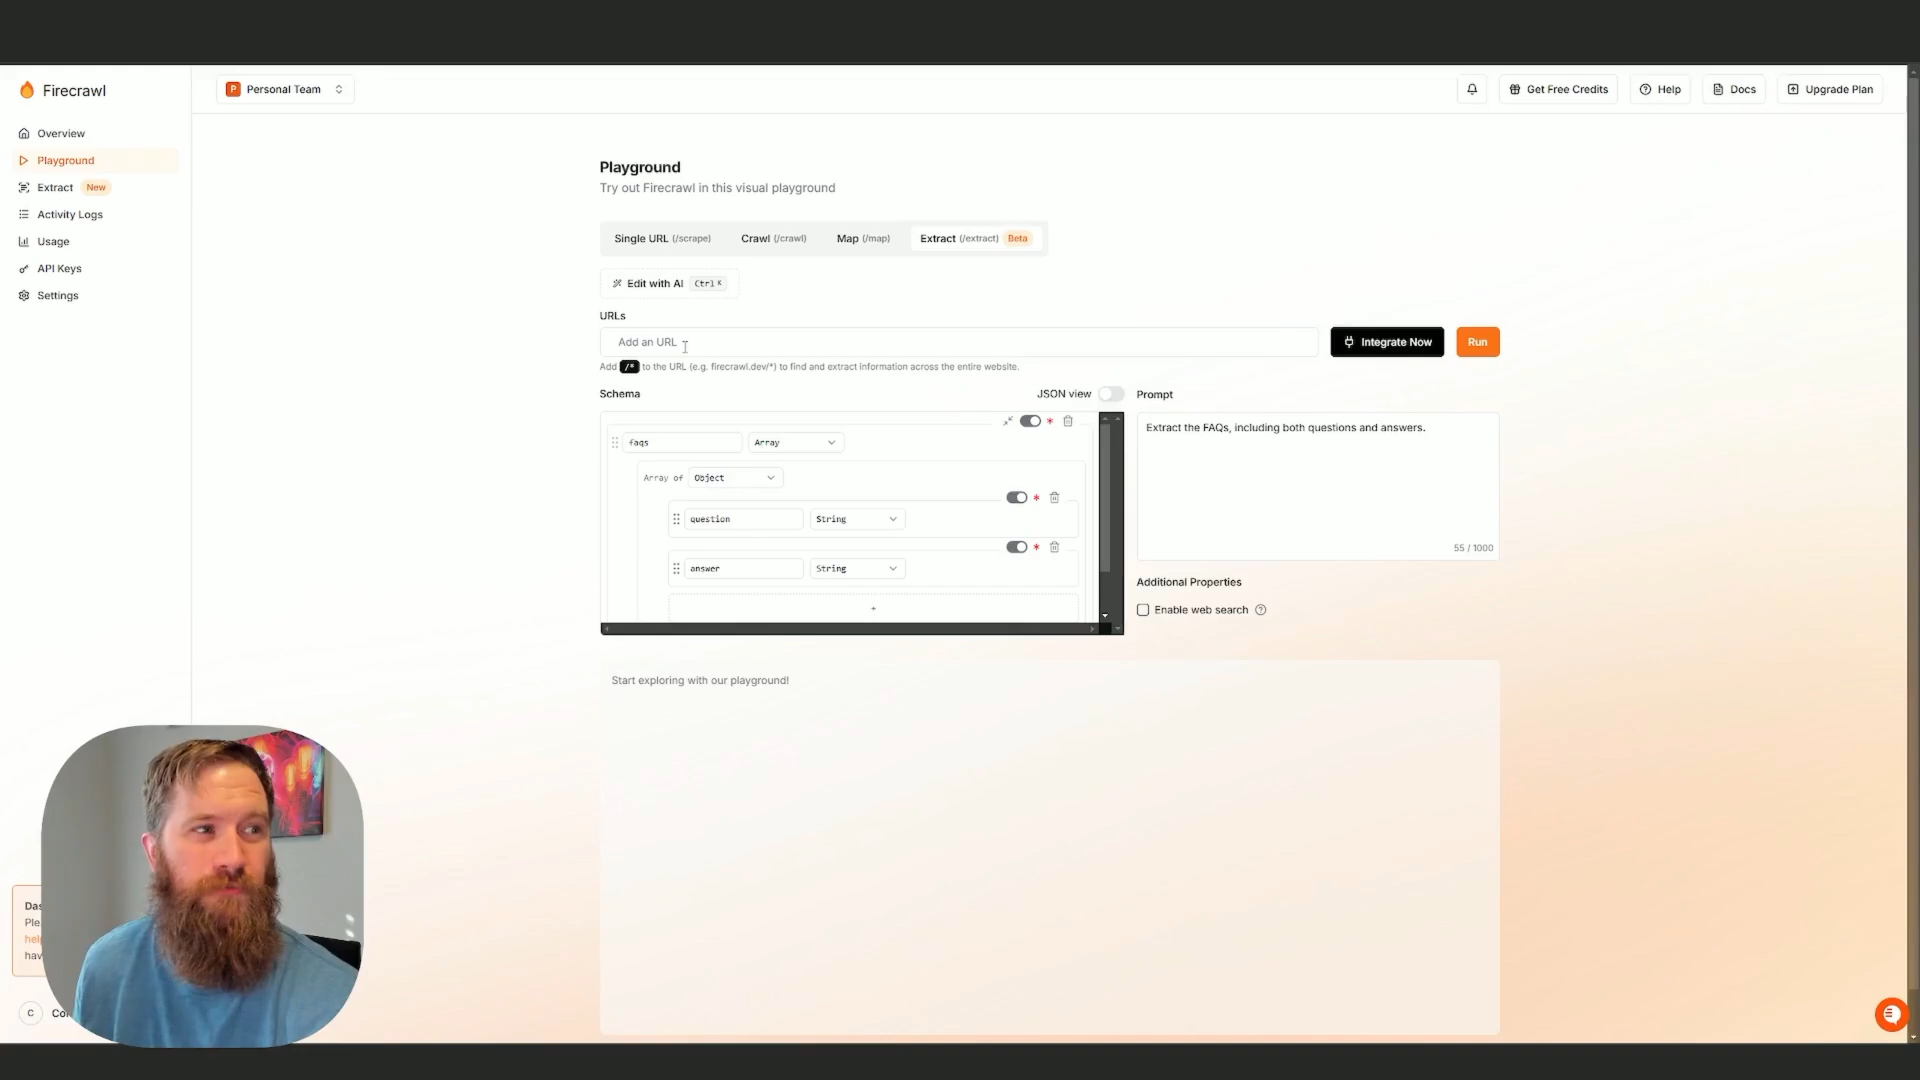 Firecrawl
P Personal Team
Get Free Credits
Help
Docs
Upgrade Plan
Overview
Playground
Extract New
Activity Logs
Usage
API Keys
Settings
Playground
Try out Firecrawl in this visual playground
Single URL (/scrape)
Crawl (/crawl)
Map (/map)
Extract (/extract) Beta
Edit with AI Ctrl K
URLs
Add an URL
Integrate Now
Run
Add /* to the URL (e.g. firecrawl.dev/*) to find and extract information across the entire website.
Schema
JSON view
Prompt
* 
faqs
Array
Extract the FAQs, including both questions and answers.
Array of Object
*
question
String
*
answer
String
+
55 / 1000
Additional Properties
Enable web search
Start exploring with our playground!
C